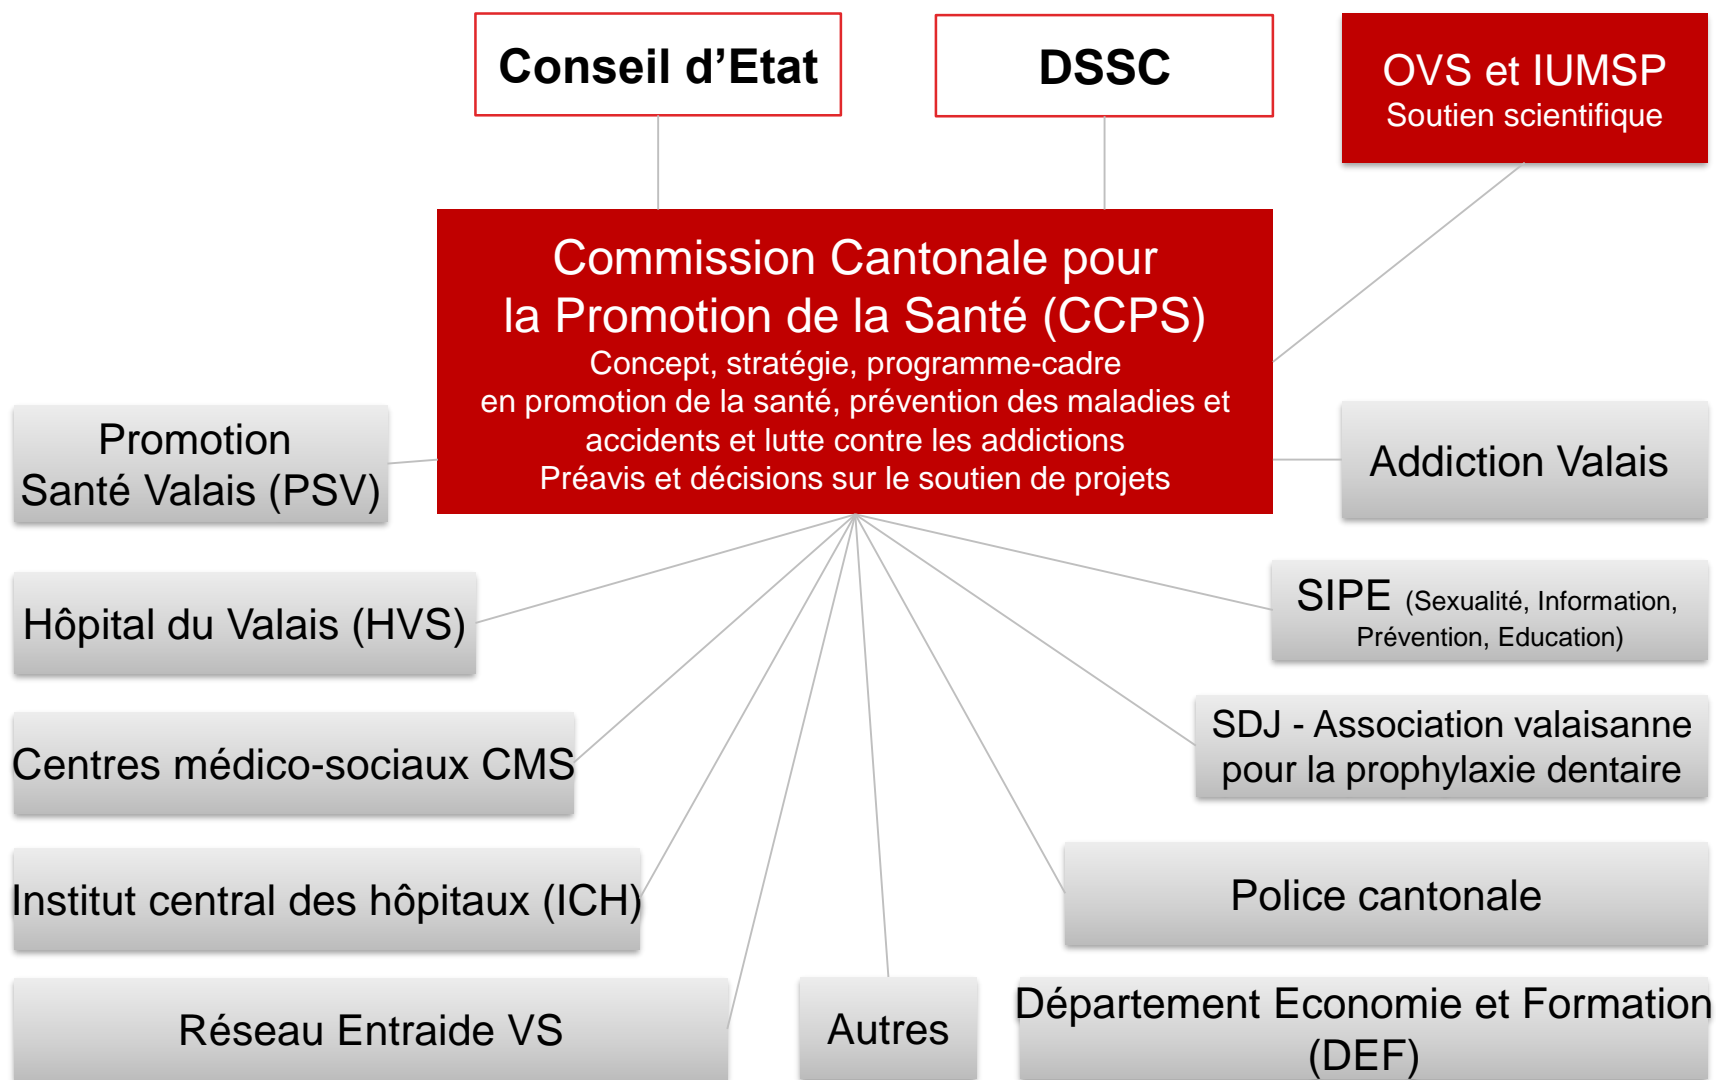 Conseil d’Etat
DSSC
OVS et IUMSP
Soutien scientifique
Commission Cantonale pour
la Promotion de la Santé (CCPS)
Concept, stratégie, programme-cadre
en promotion de la santé, prévention des maladies et
accidents et lutte contre les addictions
Préavis et décisions sur le soutien de projets
Promotion
Santé Valais (PSV)
Addiction Valais
Hôpital du Valais (HVS)
SIPE (Sexualité, Information,
Prévention, Education)
Centres médico-sociaux CMS
SDJ - Association valaisanne
pour la prophylaxie dentaire
Institut central des hôpitaux (ICH)
Police cantonale
Réseau Entraide VS
Autres
Département Economie et Formation
(DEF)